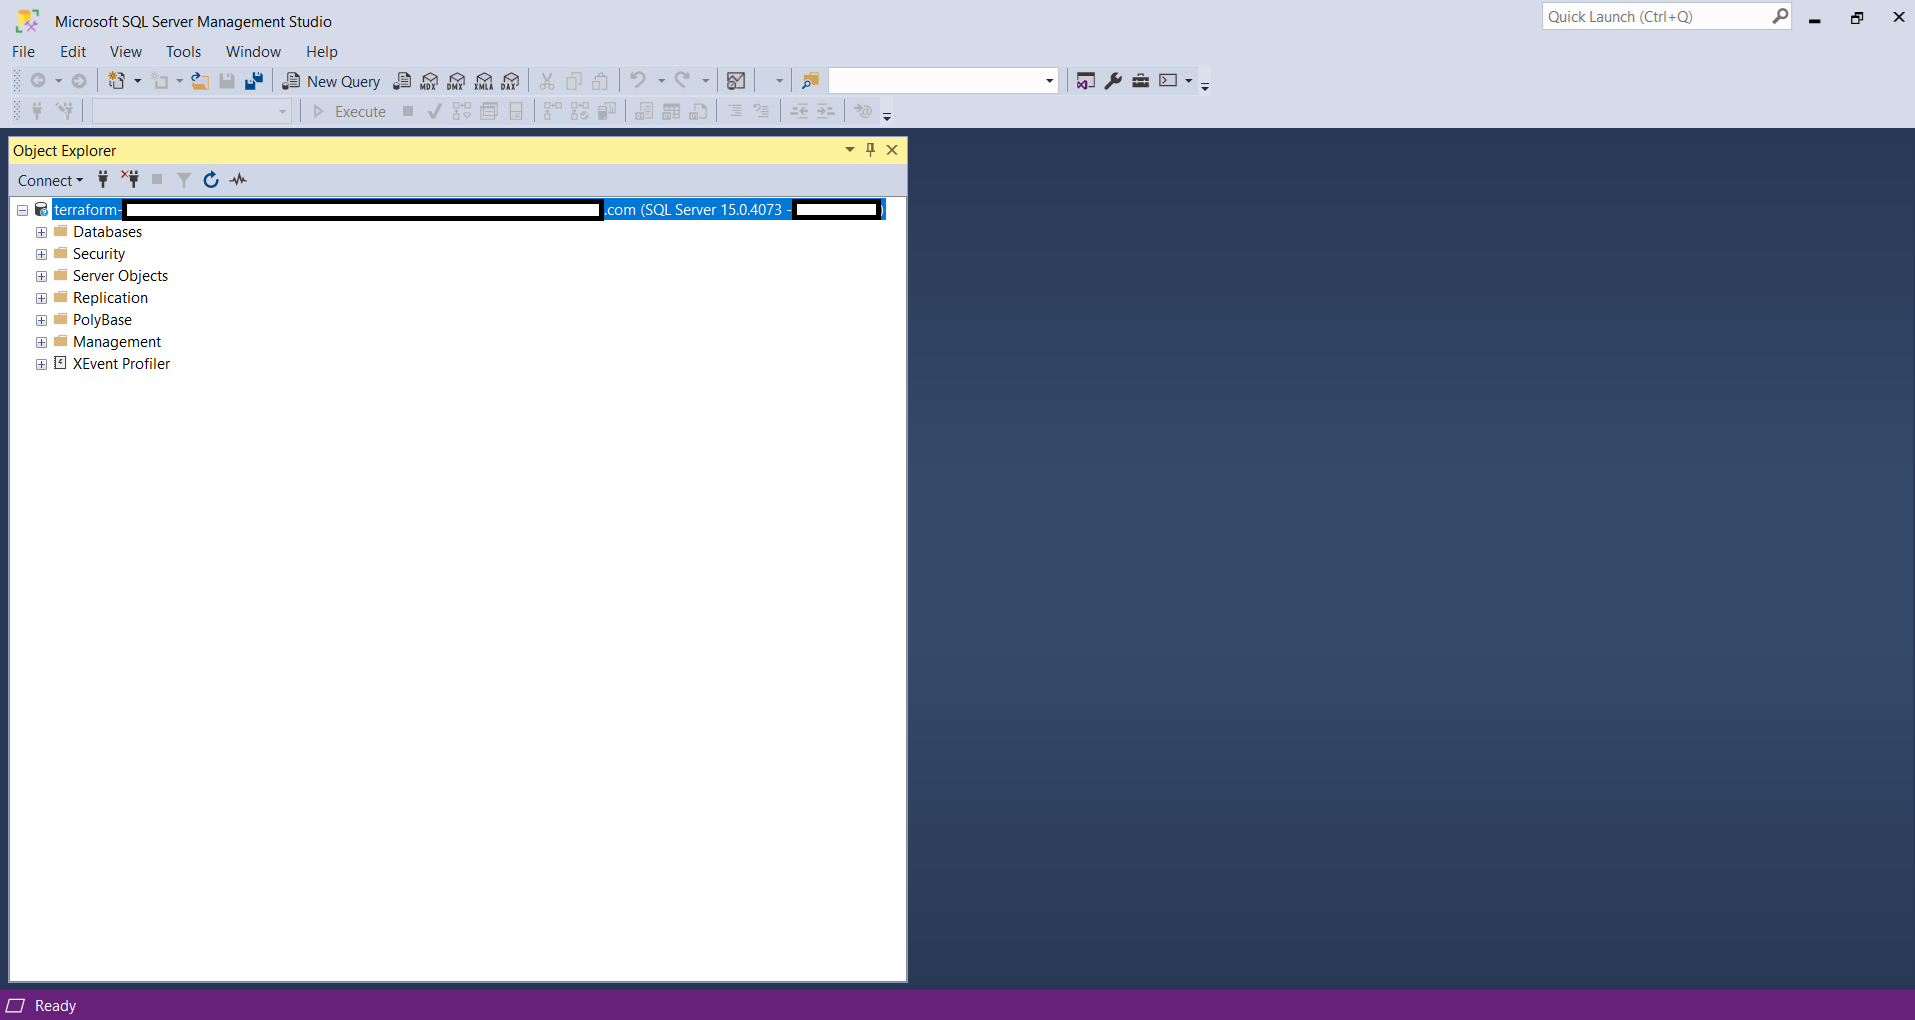 Microsoft SQL Server Management Studio
Quick Launch (Ctrl+Q)
File Edit View Tools Window Help
New Query MDX DMX XMLA DAX
Execute
Object Explorer
Connect
terraform- .com (SQL Server 15.0.4073 - )
Databases
Security
Server Objects
Replication
PolyBase
Management
XEvent Profiler
Ready